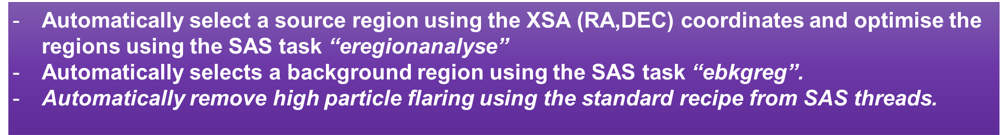 - Automatically select a source region using the XSA (RA,DEC) coordinates and optimise the
regions using the SAS task “eregionanalyse”
- Automatically selects a background region using the SAS task “ebkgreg”.
- Automatically remove high particle flaring using the standard recipe from SAS threads.